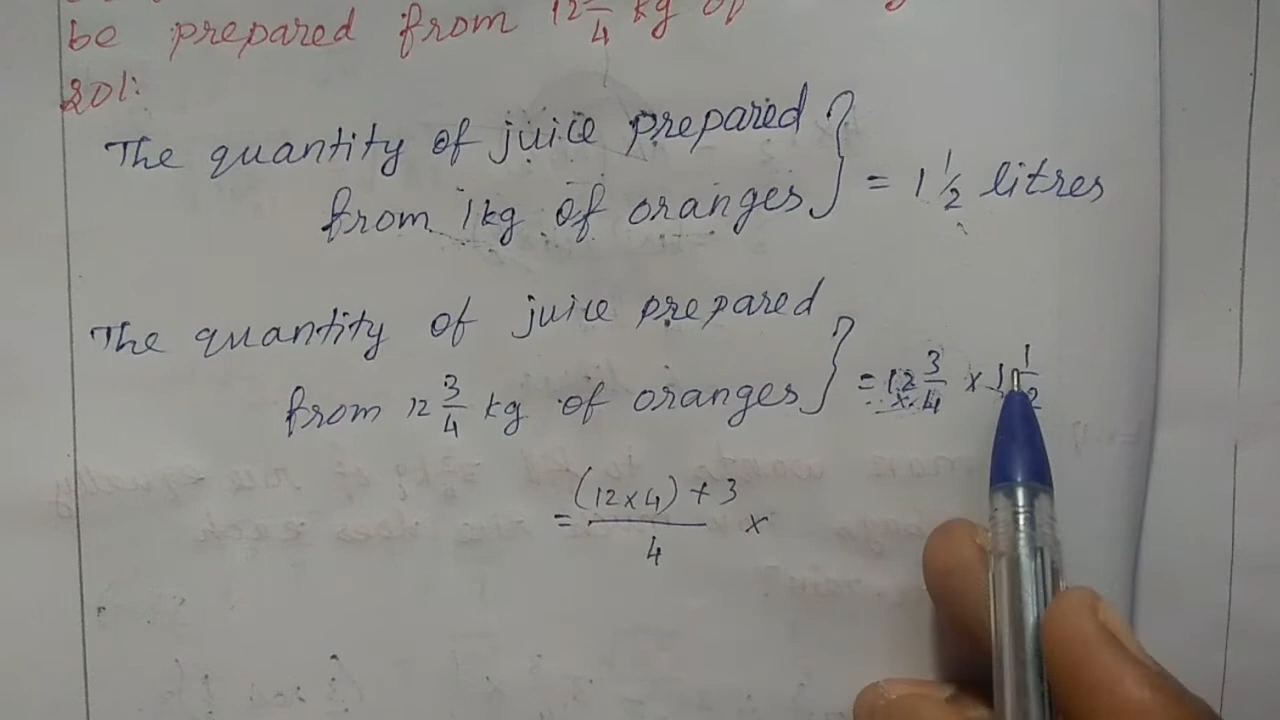 be prepared from 12 3/4 kg of
sol:
The quantity of juice prepared
from 1kg of oranges } = 1 1/2 litres
The quantity of juice prepared
from 12 3/4 kg of oranges } = 12 3/4 × 1 1/2
= (12×4)+3 / 4 ×